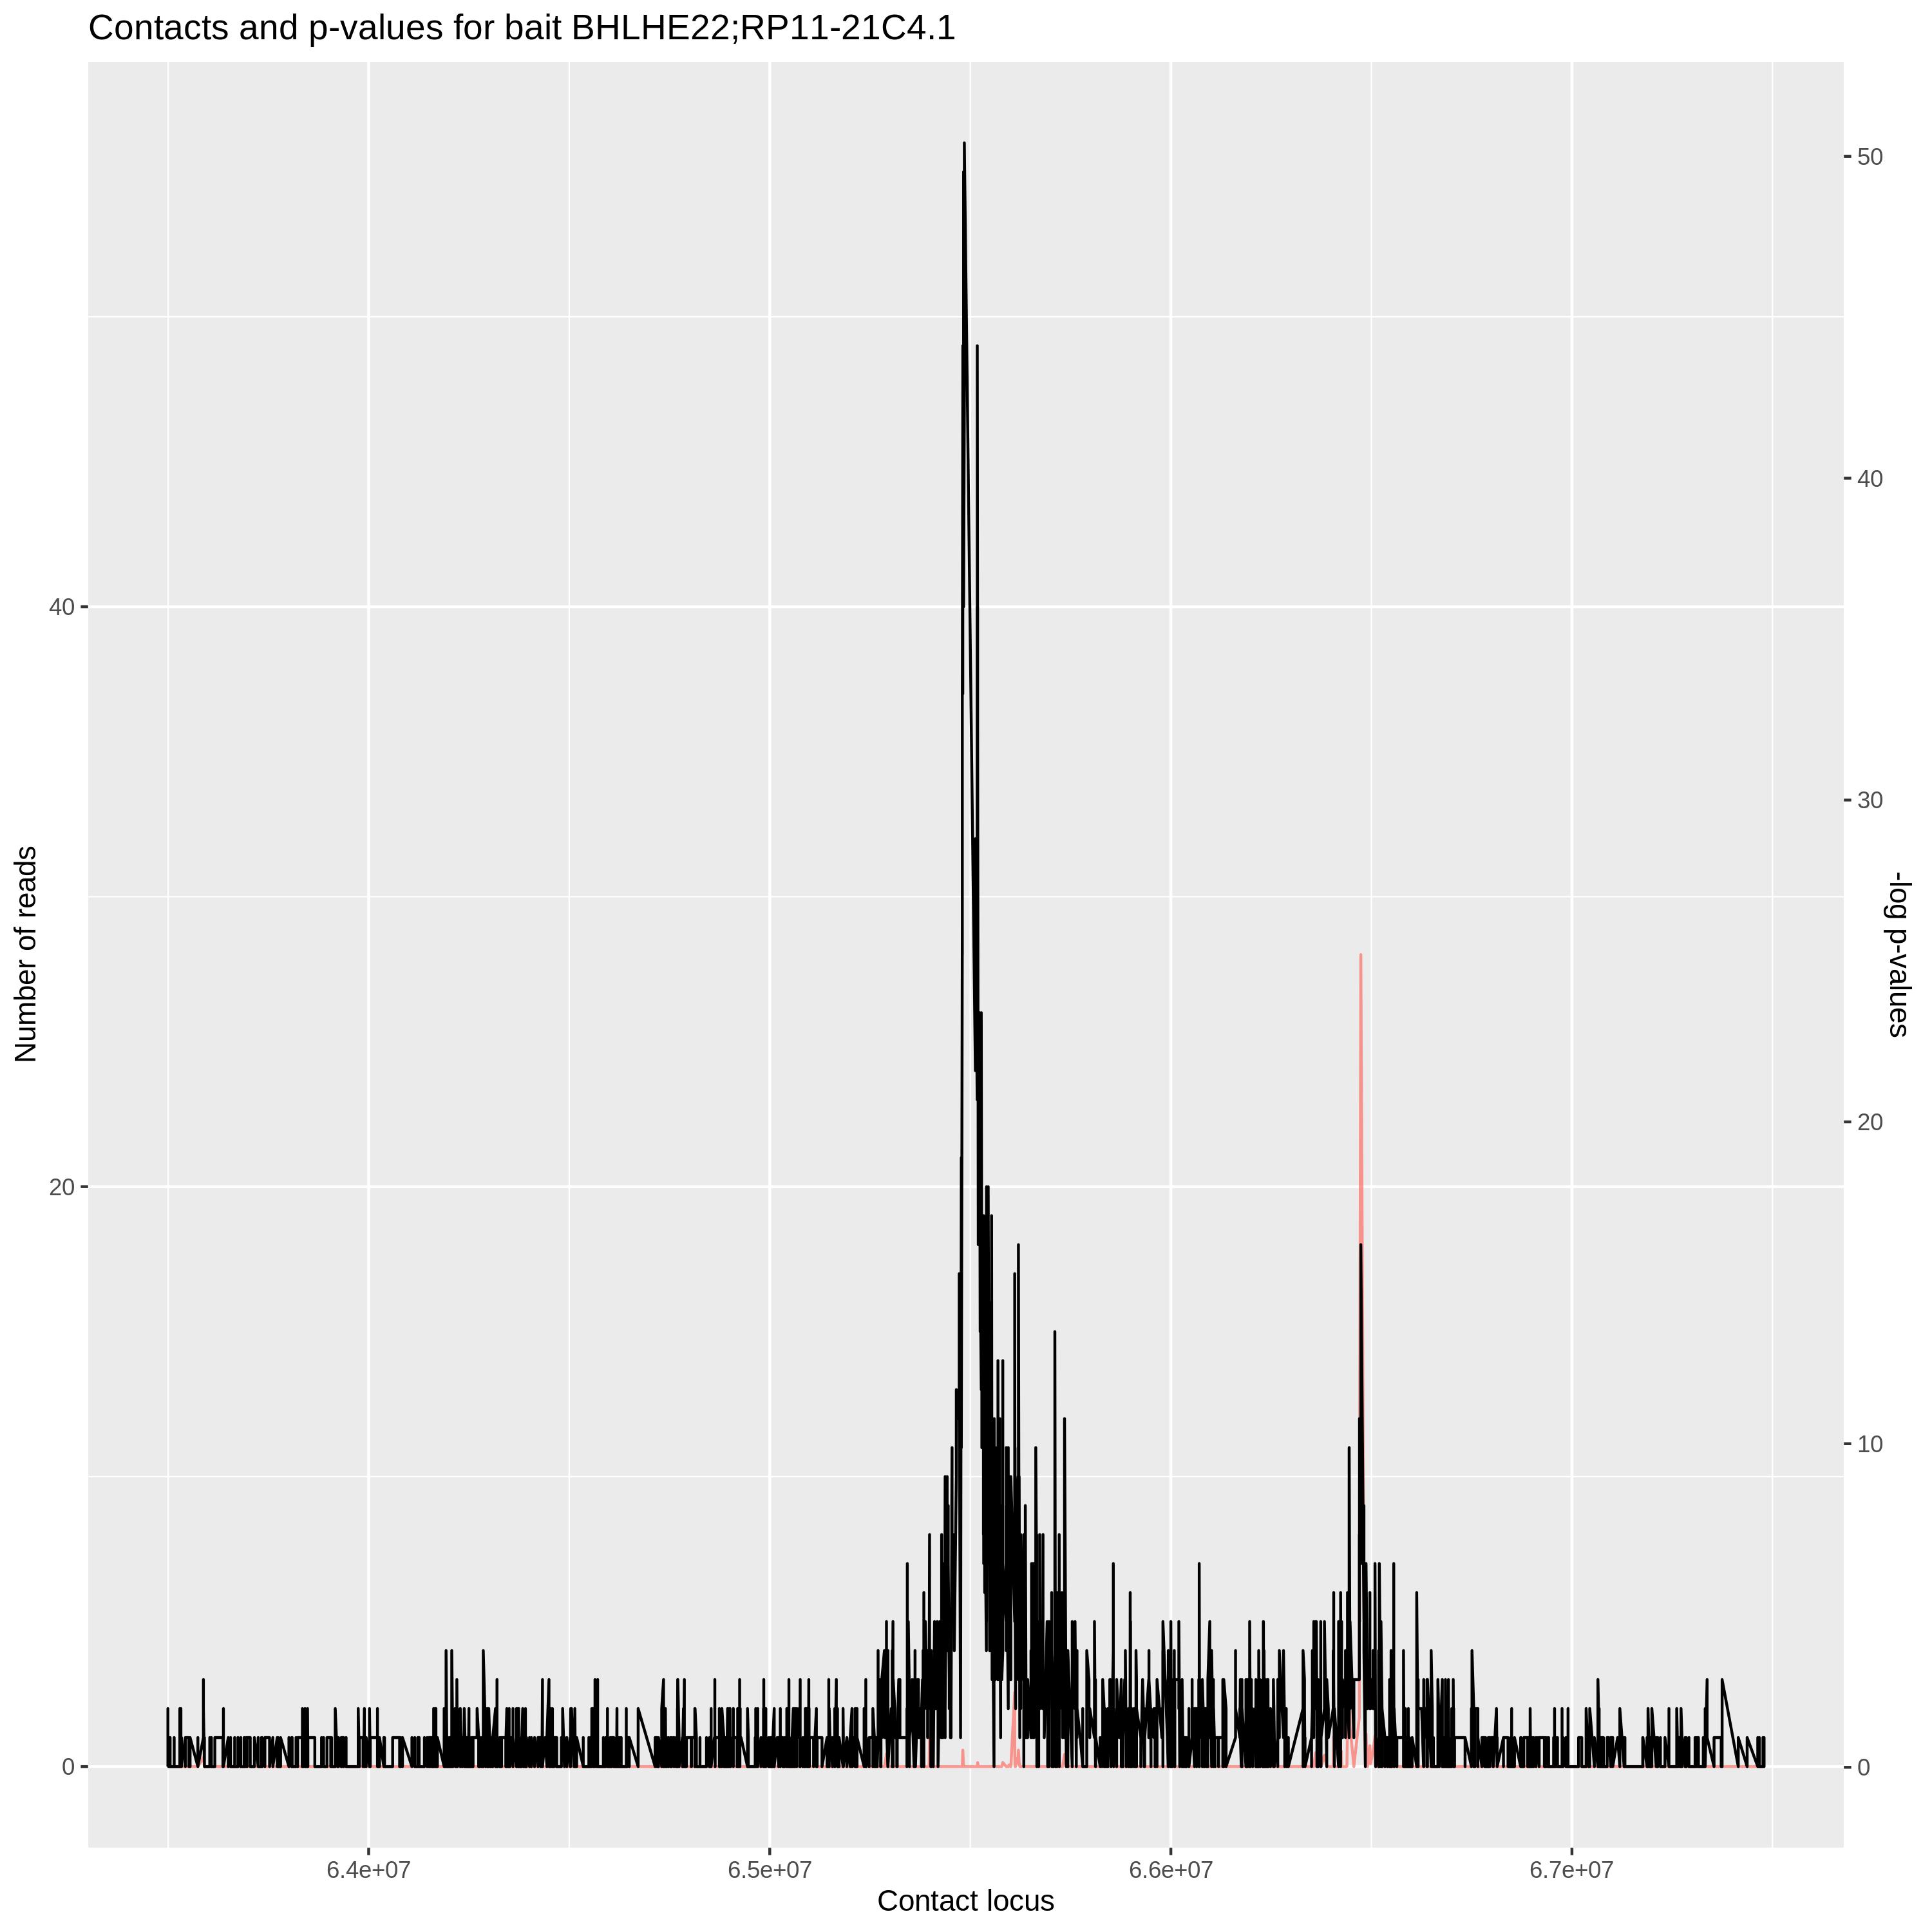 Contacts and p-values for bait BHLHE22;RP11-21C4.1
50
40
40
30
20
20
10
0
0
Number of reads
-log p-values
6.4e+07
6.5e+07
6.6e+07
6.7e+07
Contact locus